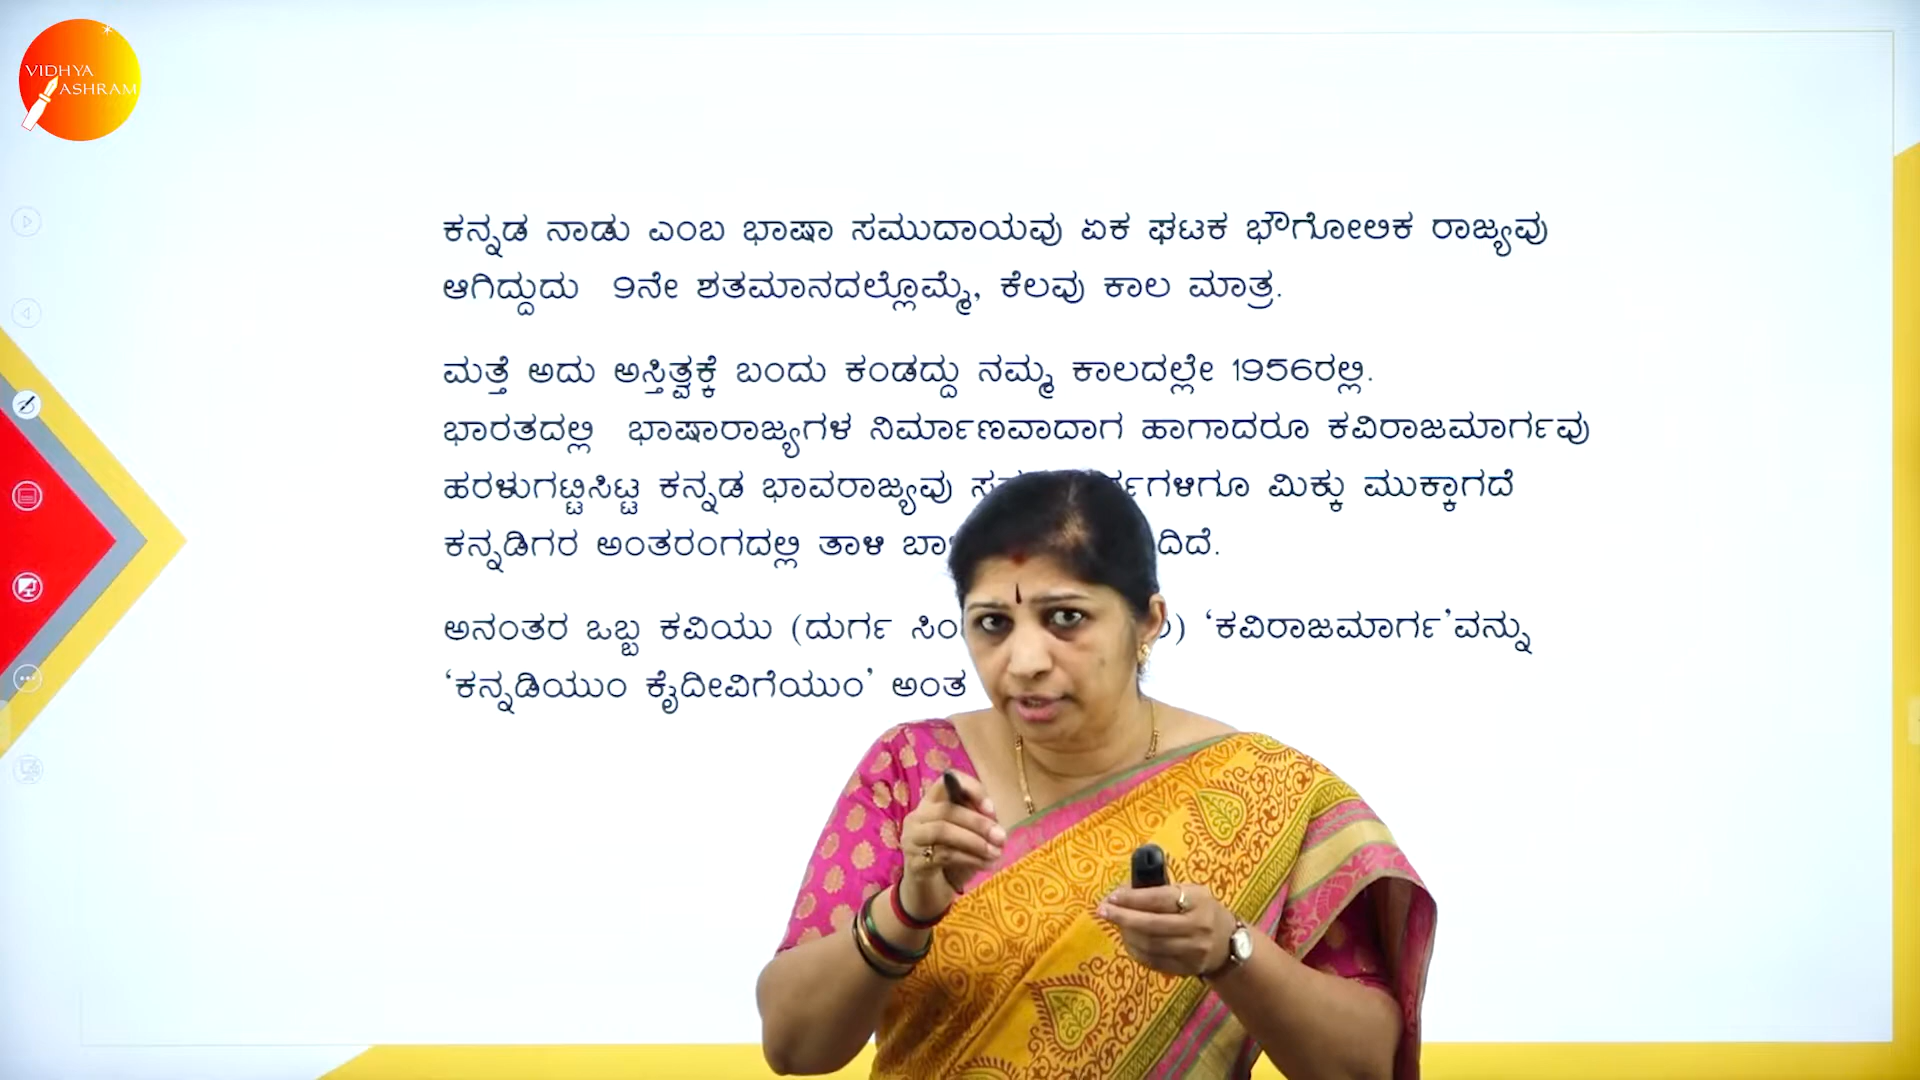 VIDHYA
ASHRAM
ಕನ್ನಡ ನಾಡು ಎಂಬ ಭಾಷಾ ಸಮುದಾಯವು ಏಕ ಘಟಕ ಭೌಗೋಲಿಕ ರಾಜ್ಯವು
ಆಗಿದ್ದುದು 9ನೇ ಶತಮಾನದಲ್ಲೊಮ್ಮೆ, ಕೆಲವು ಕಾಲ ಮಾತ್ರ.
ಮತ್ತೆ ಅದು ಅಸ್ತಿತ್ವಕ್ಕೆ ಬಂದು ಕಂಡದ್ದು ನಮ್ಮ ಕಾಲದಲ್ಲೇ 1956ರಲ್ಲಿ.
ಭಾರತದಲ್ಲಿ ಭಾಷಾರಾಜ್ಯಗಳ ನಿರ್ಮಾಣವಾದಾಗ ಹಾಗಾದರೂ ಕವಿರಾಜಮಾರ್ಗವು
ಹರಳುಗಟ್ಟಿಸಿಟ್ಟ ಕನ್ನಡ ಭಾವರಾಜ್ಯವು ಮಿಕ್ಕು ಮುಕ್ಕಾಗದೆ
ಕನ್ನಡಿಗರ ಅಂತರಂಗದಲ್ಲಿ ತಾಳಿ
ಅನಂತರ ಒಬ್ಬ ಕವಿಯು (ದುರ್ಗ ‘ಕವಿರಾಜಮಾರ್ಗ’ವನ್ನು
‘ಕನ್ನಡಿಯುಂ ಕೈದೀವಿಗೆಯುಂ’ ಅಂತ